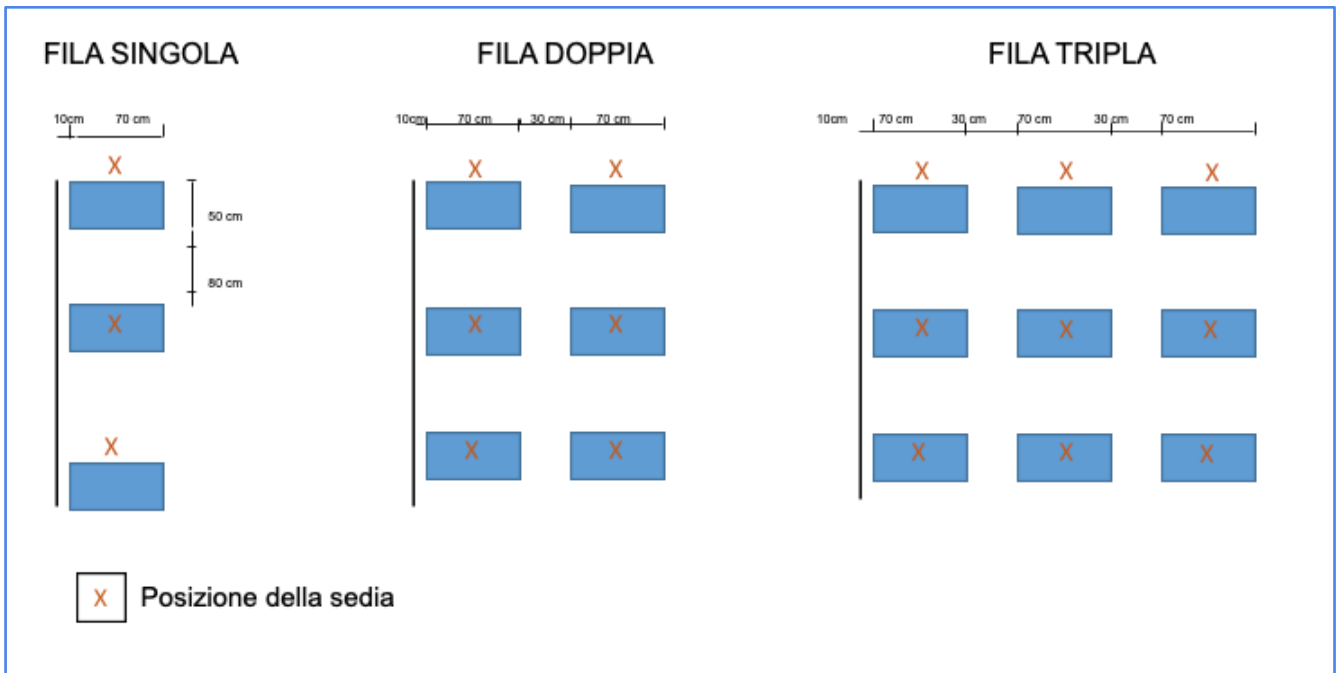 FILA SINGOLA
FILA DOPPIA
FILA TRIPLA
10cm 70 cm
10cm 70 cm 30 cm 70 cm
10cm 70 cm 30 cm 70 cm 30 cm 70 cm
X
X X
X X X
50 cm
80 cm
X
X X
X X X
X
X X
X X X
X Posizione della sedia